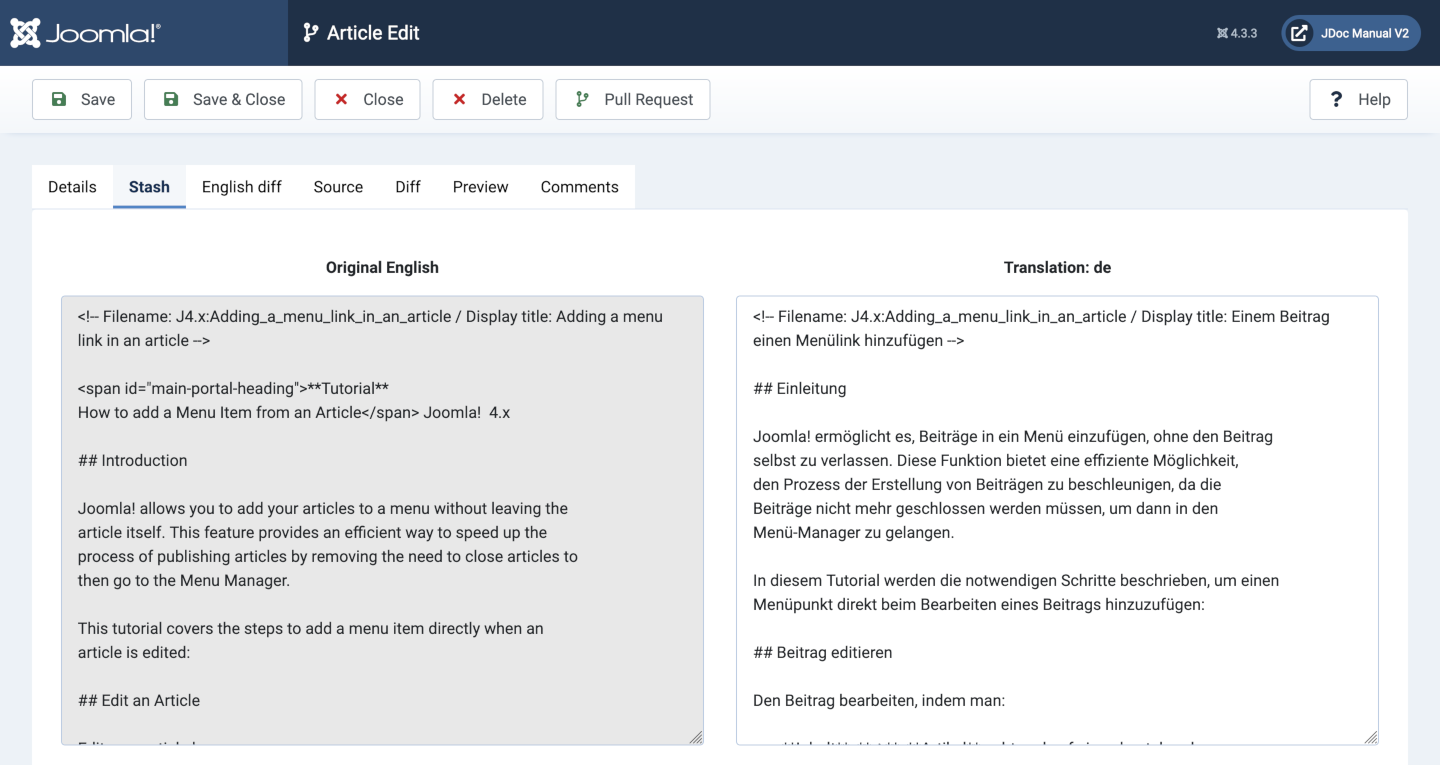 Joomla!®
Article Edit
4.3.3
JDoc Manual V2
Save
Save & Close
Close
Delete
Pull Request
Help
Details
Stash
English diff
Source
Diff
Preview
Comments
Original English
<!-- Filename: J4.x:Adding_a_menu_link_in_an_article / Display title: Adding a menu
link in an article -->
<span id="main-portal-heading">**Tutorial**
How to add a Menu Item from an Article</span> Joomla!  4.x
## Introduction
Joomla! allows you to add your articles to a menu without leaving the
article itself. This feature provides an efficient way to speed up the
process of publishing articles by removing the need to close articles to
then go to the Menu Manager.
This tutorial covers the steps to add a menu item directly when an
article is edited:
## Edit an Article
Translation: de
<!-- Filename: J4.x:Adding_a_menu_link_in_an_article / Display title: Einem Beitrag
einen Menülink hinzufügen -->
## Einleitung
Joomla! ermöglicht es, Beiträge in ein Menü einzufügen, ohne den Beitrag
selbst zu verlassen. Diese Funktion bietet eine effiziente Möglichkeit,
den Prozess der Erstellung von Beiträgen zu beschleunigen, da die
Beiträge nicht mehr geschlossen werden müssen, um dann in den
Menü-Manager zu gelangen.
In diesem Tutorial werden die notwendigen Schritte beschrieben, um einen
Menüpunkt direkt beim Bearbeiten eines Beitrags hinzuzufügen:
## Beitrag editieren
Den Beitrag bearbeiten, indem man: